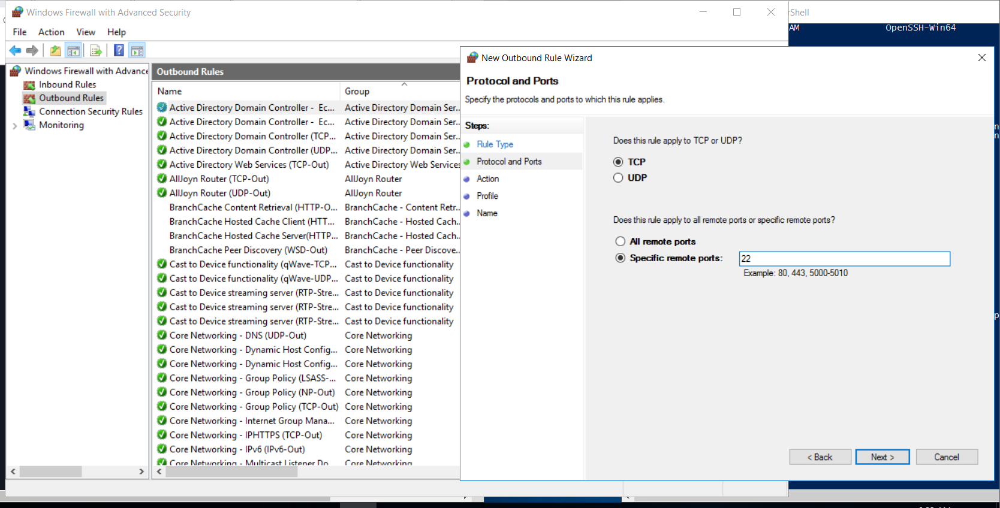 Windows Firewall with Advanced Security
File Action View Help
Windows Firewall with Advance
Inbound Rules
Outbound Rules
Connection Security Rules
Monitoring
Outbound Rules
Name Group
Active Directory Domain Controller - Ec... Active Directory Domain Ser..
Active Directory Domain Controller - Ec... Active Directory Domain Ser..
Active Directory Domain Controller (TCP... Active Directory Domain Ser..
Active Directory Domain Controller (UDP... Active Directory Domain Ser..
Active Directory Web Services (TCP-Out) Active Directory Web Services
AllJoyn Router (TCP-Out) AllJoyn Router
AllJoyn Router (UDP-Out) AllJoyn Router
BranchCache Content Retrieval (HTTP-O... BranchCache - Content Retr..
BranchCache Hosted Cache Client (HTT... BranchCache - Hosted Cach..
BranchCache Hosted Cache Server(HTTP... BranchCache - Hosted Cach..
BranchCache Peer Discovery (WSD-Out) BranchCache - Peer Discove..
Cast to Device functionality (qWave-TCP... Cast to Device functionality
Cast to Device functionality (qWave-UDP... Cast to Device functionality
Cast to Device streaming server (RTP-Stre... Cast to Device functionality
Cast to Device streaming server (RTP-Stre... Cast to Device functionality
Cast to Device streaming server (RTP-Stre... Cast to Device functionality
Core Networking - DNS (UDP-Out) Core Networking
Core Networking - Dynamic Host Config... Core Networking
Core Networking - Dynamic Host Config... Core Networking
Core Networking - Group Policy (LSASS-... Core Networking
Core Networking - Group Policy (NP-Out) Core Networking
Core Networking - Group Policy (TCP-Out) Core Networking
Core Networking - Internet Group Mana... Core Networking
Core Networking - IPHTTPS (TCP-Out) Core Networking
Core Networking - IPv6 (IPv6-Out) Core Networking
Core Networking - Multicast Listener Do... Core Networking
Shell
AM OpenSSH-Win64
New Outbound Rule Wizard
Protocol and Ports
Specify the protocols and ports to which this rule applies.
Steps:
Rule Type
Protocol and Ports
Action
Profile
Name
Does this rule apply to TCP or UDP?
TCP
UDP
Does this rule apply to all remote ports or specific remote ports?
All remote ports
Specific remote ports: 22
Example: 80, 443, 5000-5010
< Back Next > Cancel
n
n
p